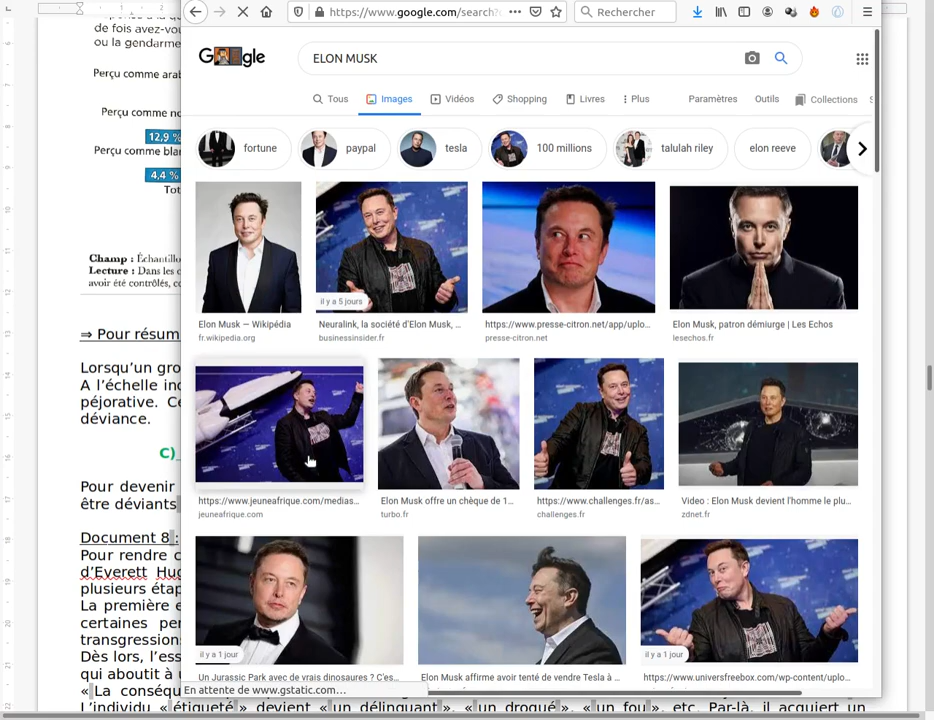 https://www.google.com/search?
Rechercher
de fois avez-vou
ou la gendarme
Google
ELON MUSK
Perçu comme arab
Tous
Images
Vidéos
Shopping
Livres
Plus
Paramètres
Outils
Collections
Perçu comme no
12,9 %
Perçu comme blan
4,4 %
Tot
fortune
paypal
tesla
100 millions
talulah riley
elon reeve
il y a 5 jours
Champ : Échantillo
Lecture : Dans les c
avoir été contrôlés, co
Elon Musk — Wikipédia
fr.wikipedia.org
Neuralink, la société d'Elon Musk, ...
businessinsider.fr
https://www.presse-citron.net/app/uplo...
presse-citron.net
Elon Musk, patron démiurge | Les Echos
lesechos.fr
⇒ Pour résum
Lorsqu’un gro
A l’échelle inc
péjorative. Ce
déviance.
C)
Pour devenir
être déviants
https://www.jeuneafrique.com/medias...
jeuneafrique.com
Elon Musk offre un chèque de 1...
turbo.fr
https://www.challenges.fr/as...
challenges.fr
Video : Elon Musk devient l'homme le plu...
zdnet.fr
Document 8 :
Pour rendre c
d’Everett Hug
plusieurs étap
La première e
certaines per
transgression
Dès lors, l’ess
qui aboutit à u
« La conséqu
il y a 1 jour
il y a 1 jour
Un Jurassic Park avec de vrais dinosaures ? C'es...
Elon Musk affirme avoir tenté de vendre Tesla à ...
https://www.universfreebox.com/wp-content/uplo...
En attente de www.gstatic.com…
L’individu « étiqueté » devient « un délinquant », « un drogué », « un fou », etc. Par-là, il acquiert un